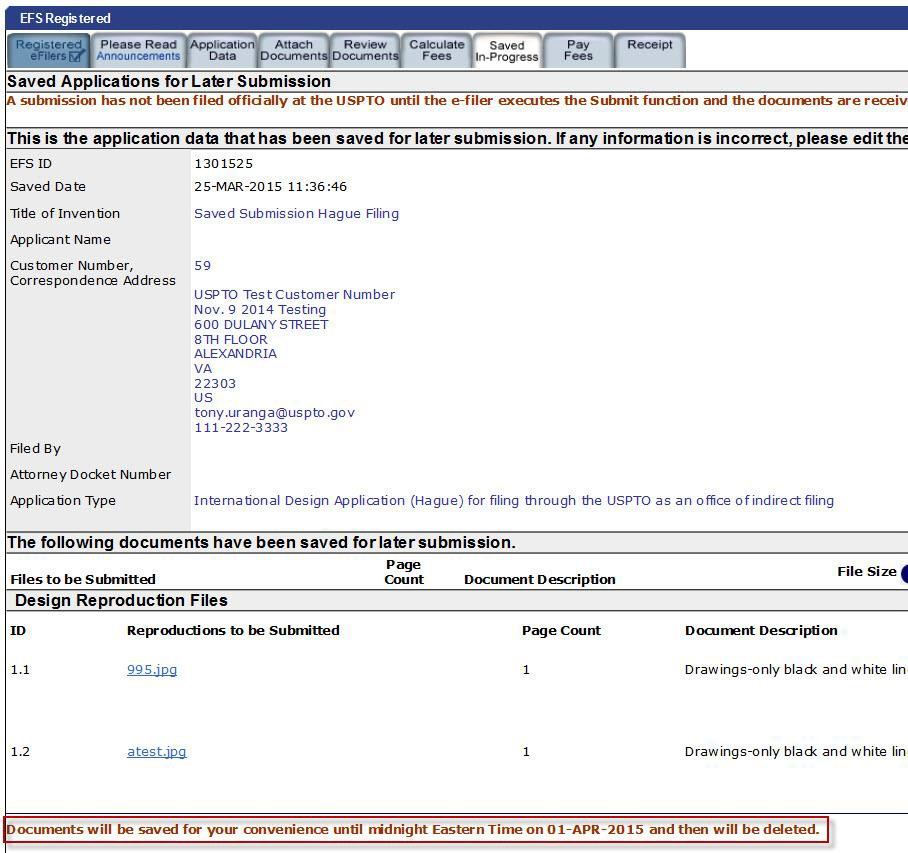 EFS Registered
Registered eFilers
Please Read Announcements
Application Data
Attach Documents
Review Documents
Calculate Fees
Saved In-Progress
Pay Fees
Receipt
Saved Applications for Later Submission
A submission has not been filed officially at the USPTO until the e-filer executes the Submit function and the documents are receiv
This is the application data that has been saved for later submission. If any information is incorrect, please edit the
EFS ID 1301525
Saved Date 25-MAR-2015 11:36:46
Title of Invention Saved Submission Hague Filing
Applicant Name
Customer Number, 59
Correspondence Address
USPTO Test Customer Number
Nov. 9 2014 Testing
600 DULANY STREET
8TH FLOOR
ALEXANDRIA
VA
22303
US
tony.uranga@uspto.gov
111-222-3333
Filed By
Attorney Docket Number
Application Type International Design Application (Hague) for filing through the USPTO as an office of indirect filing
The following documents have been saved for later submission.
Files to be Submitted Page Count Document Description File Size
Design Reproduction Files
ID Reproductions to be Submitted Page Count Document Description
1.1 995.jpg 1 Drawings-only black and white lin
1.2 atest.jpg 1 Drawings-only black and white lin
Documents will be saved for your convenience until midnight Eastern Time on 01-APR-2015 and then will be deleted.